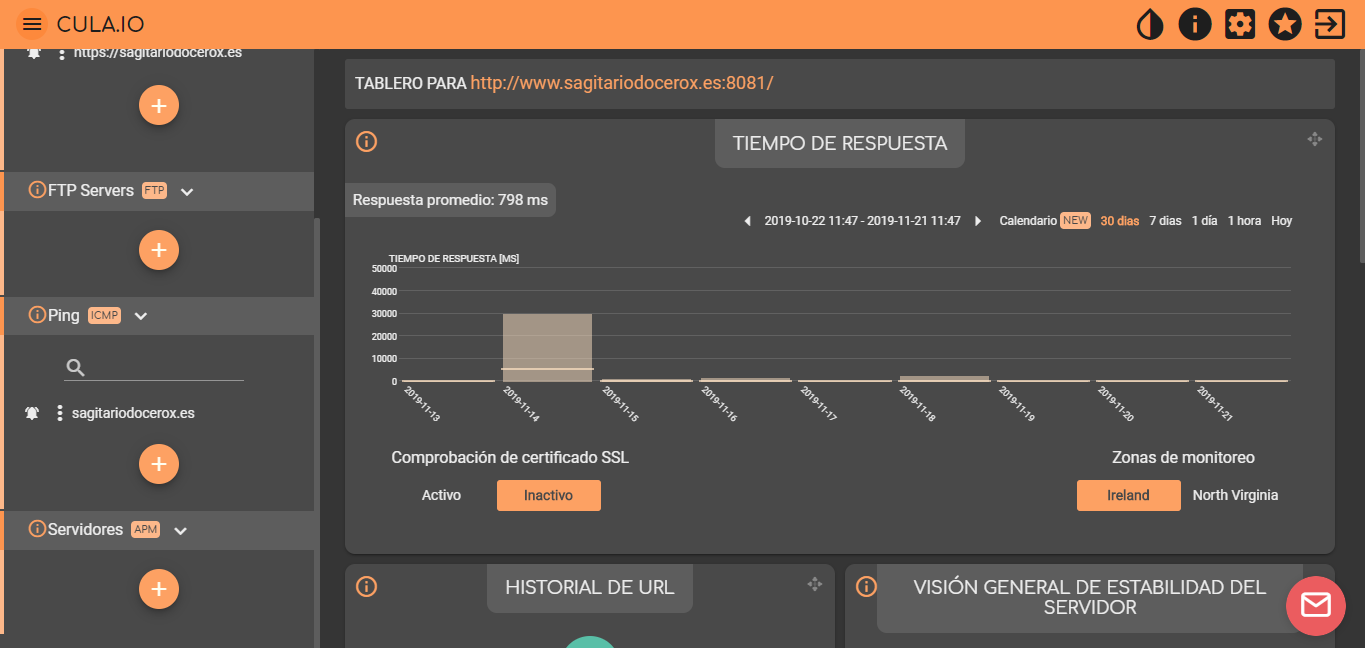 CULA.IO
https://sagitariodocerox.es
FTP Servers FTP
Ping ICMP
sagitariodocerox.es
Servidores APM
TABLERO PARA http://www.sagitariodocerox.es:8081/
TIEMPO DE RESPUESTA
Respuesta promedio: 798 ms
2019-10-22 11:47 - 2019-11-21 11:47 Calendario NEW 30 dias 7 dias 1 día 1 hora Hoy
TIEMPO DE RESPUESTA [MS]
50000
40000
30000
20000
10000
0
2019-11-13 2019-11-14 2019-11-15 2019-11-16 2019-11-17 2019-11-18 2019-11-19 2019-11-20 2019-11-21
Comprobación de certificado SSL
Activo Inactivo
Zonas de monitoreo
Ireland North Virginia
HISTORIAL DE URL
VISIÓN GENERAL DE ESTABILIDAD DEL
SERVIDOR